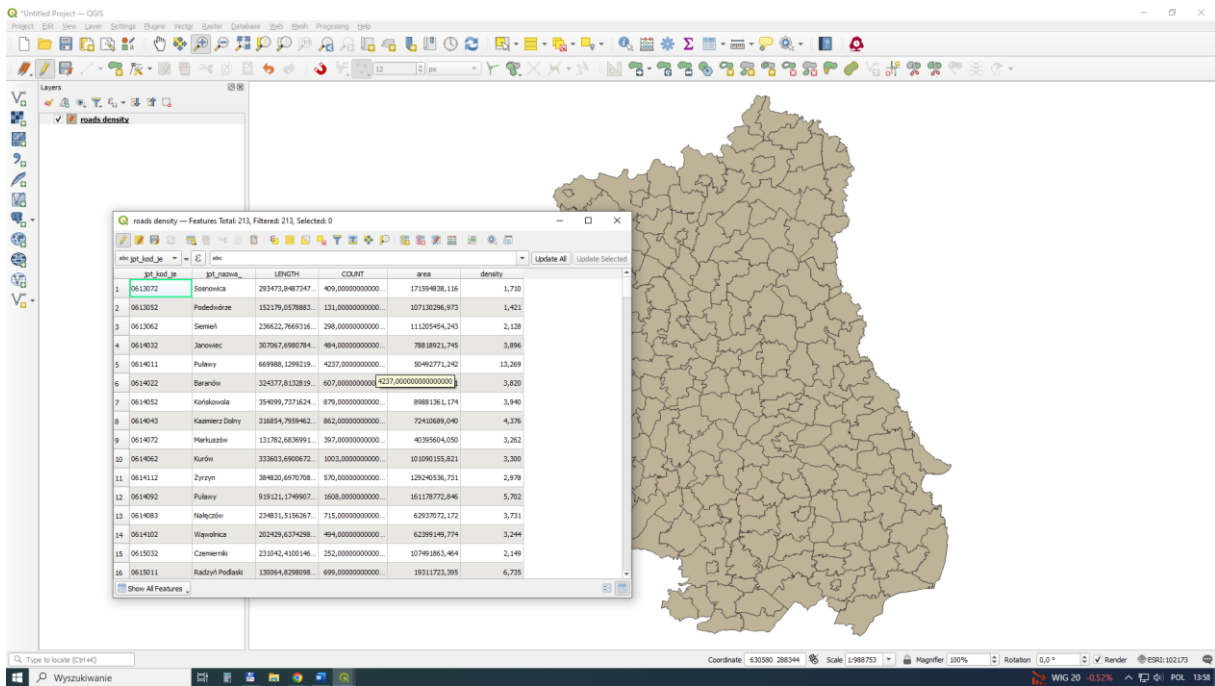 *Untitled Project — QGIS
Project Edit View Layer Settings Plugins Vector Raster Database Web Mesh Processing Help
12 px
Layers
roads density
roads density — Features Total: 213, Filtered: 213, Selected: 0
abc jpt_kod_je = ε abc Update All Update Selected
jpt_kod_je jpt_nazwa_ LENGTH COUNT area density
1 0613072 Sosnowica 293473,8487347... 409,00000000000... 171594838,116 1,710
2 0613052 Podedwórze 152179,0578883... 131,00000000000... 107130296,973 1,421
3 0613062 Siemień 236622,7669316... 298,00000000000... 111205454,243 2,128
4 0614032 Janowiec 307067,6980784... 484,00000000000... 78818921,745 3,896
5 0614011 Puławy 669988,1299219... 4237,0000000000... 50492771,242 13,269
6 0614022 Baranów 324377,8132819... 607,00000000000 4237,000000000000000 1 3,820
7 0614052 Końskowola 354099,7371624... 879,00000000000... 89881361,174 3,940
8 0614043 Kazimierz Dolny 316854,7959462... 862,00000000000... 72410689,040 4,376
9 0614072 Markuszów 131782,6836991... 397,00000000000... 40395604,050 3,262
10 0614062 Kurów 333603,6900672... 1003,0000000000... 101090155,821 3,300
11 0614112 Żyrzyn 384820,6970708... 570,00000000000... 129240536,731 2,978
12 0614092 Puławy 919121,1749907... 1608,0000000000... 161178772,846 5,702
13 0614083 Nałęczów 234831,5156267... 715,00000000000... 62937072,172 3,731
14 0614102 Wąwolnica 202429,6374298... 494,00000000000... 62399149,774 3,244
15 0615032 Czemierniki 231042,4100146... 252,00000000000... 107491863,464 2,149
16 0615011 Radzyń Podlaski 130064,8298098... 699,00000000000... 19311723,395 6,735
Show All Features
Type to locate (Ctrl+K) Coordinate 630580 288344 Scale 1:988753 Magnifier 100% Rotation 0,0 ° Render ESRI:102173
Wyszukiwanie WIG 20 -0.52% POL 13:58